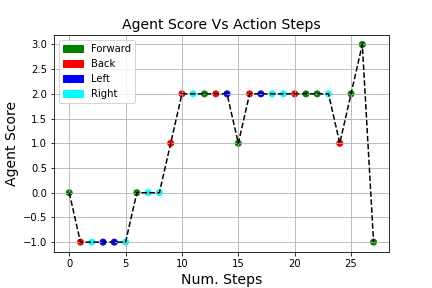 Agent Score Vs Action Steps
Agent Score
3.0
2.5
2.0
1.5
1.0
0.5
0.0
−0.5
−1.0
Forward
Back
Left
Right
0 5 10 15 20 25
Num. Steps